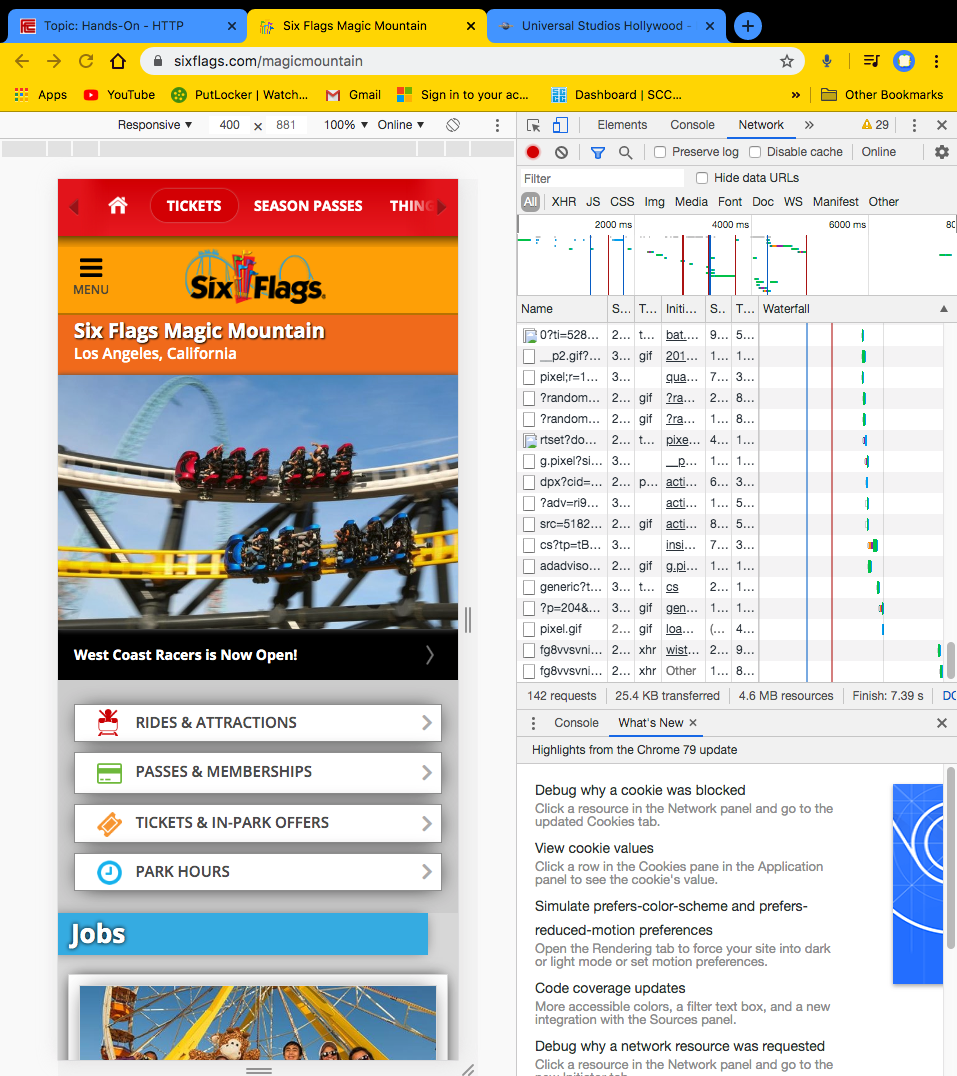 Topic: Hands-On - HTTP
Six Flags Magic Mountain
Universal Studios Hollywood -
sixflags.com/magicmountain
Apps
YouTube
PutLocker | Watch...
Gmail
Sign in to your ac...
Dashboard | SCC...
»
Other Bookmarks
Responsive ▼ 400 × 881 100% ▼ Online ▼
Elements Console Network » 29
Preserve log Disable cache Online
Filter Hide data URLs
All XHR JS CSS Img Media Font Doc WS Manifest Other
2000 ms 4000 ms 6000 ms 80
Name S... T... Initi... S.. T... Waterfall ▲
0?ti=528... 2... t... bat.... 9... 5...
__p2.gif?... 3... gif 201... 1... 1...
pixel;r=1... 3... qua... 7... 3...
?random... 2... gif ?ra... 2... 8...
?random... 2... gif ?ra... 1... 8...
rtset?do... 2... t... pixe... 4... 1...
g.pixel?si... 3... __p... 1... 1...
dpx?cid=... 2... p... acti... 6... 3...
?adv=ri9... 3... acti... 1... 5...
src=5182... 2... gif acti... 8... 5...
cs?tp=tB... 3... insi... 7... 3...
adadviso... 2... gif g.pi... 1... 1...
generic?t... 3... t... cs 2... 1...
?p=204&... 3... gif gen... 1... 1...
pixel.gif 2... gif loa... (... 4...
fg8vvsvni... 2... xhr wist... 2... 9...
fg8vvsvni... 2... xhr Other 1... 8...
142 requests 25.4 KB transferred 4.6 MB resources Finish: 7.39 s DO
Console What's New ×
Highlights from the Chrome 79 update
Debug why a cookie was blocked
Click a resource in the Network panel and go to the
updated Cookies tab.
View cookie values
Click a row in the Cookies pane in the Application
panel to see the cookie's value.
Simulate prefers-color-scheme and prefers-
reduced-motion preferences
Open the Rendering tab to force your site into dark
or light mode or set motion preferences.
Code coverage updates
More accessible colors, a filter text box, and a new
integration with the Sources panel.
Debug why a network resource was requested
Click a resource in the Network panel and go to the
new Initiator tab.
TICKETS SEASON PASSES THING
MENU
Six Flags
Six Flags Magic Mountain
Los Angeles, California
West Coast Racers is Now Open!
RIDES & ATTRACTIONS
PASSES & MEMBERSHIPS
TICKETS & IN-PARK OFFERS
PARK HOURS
Jobs